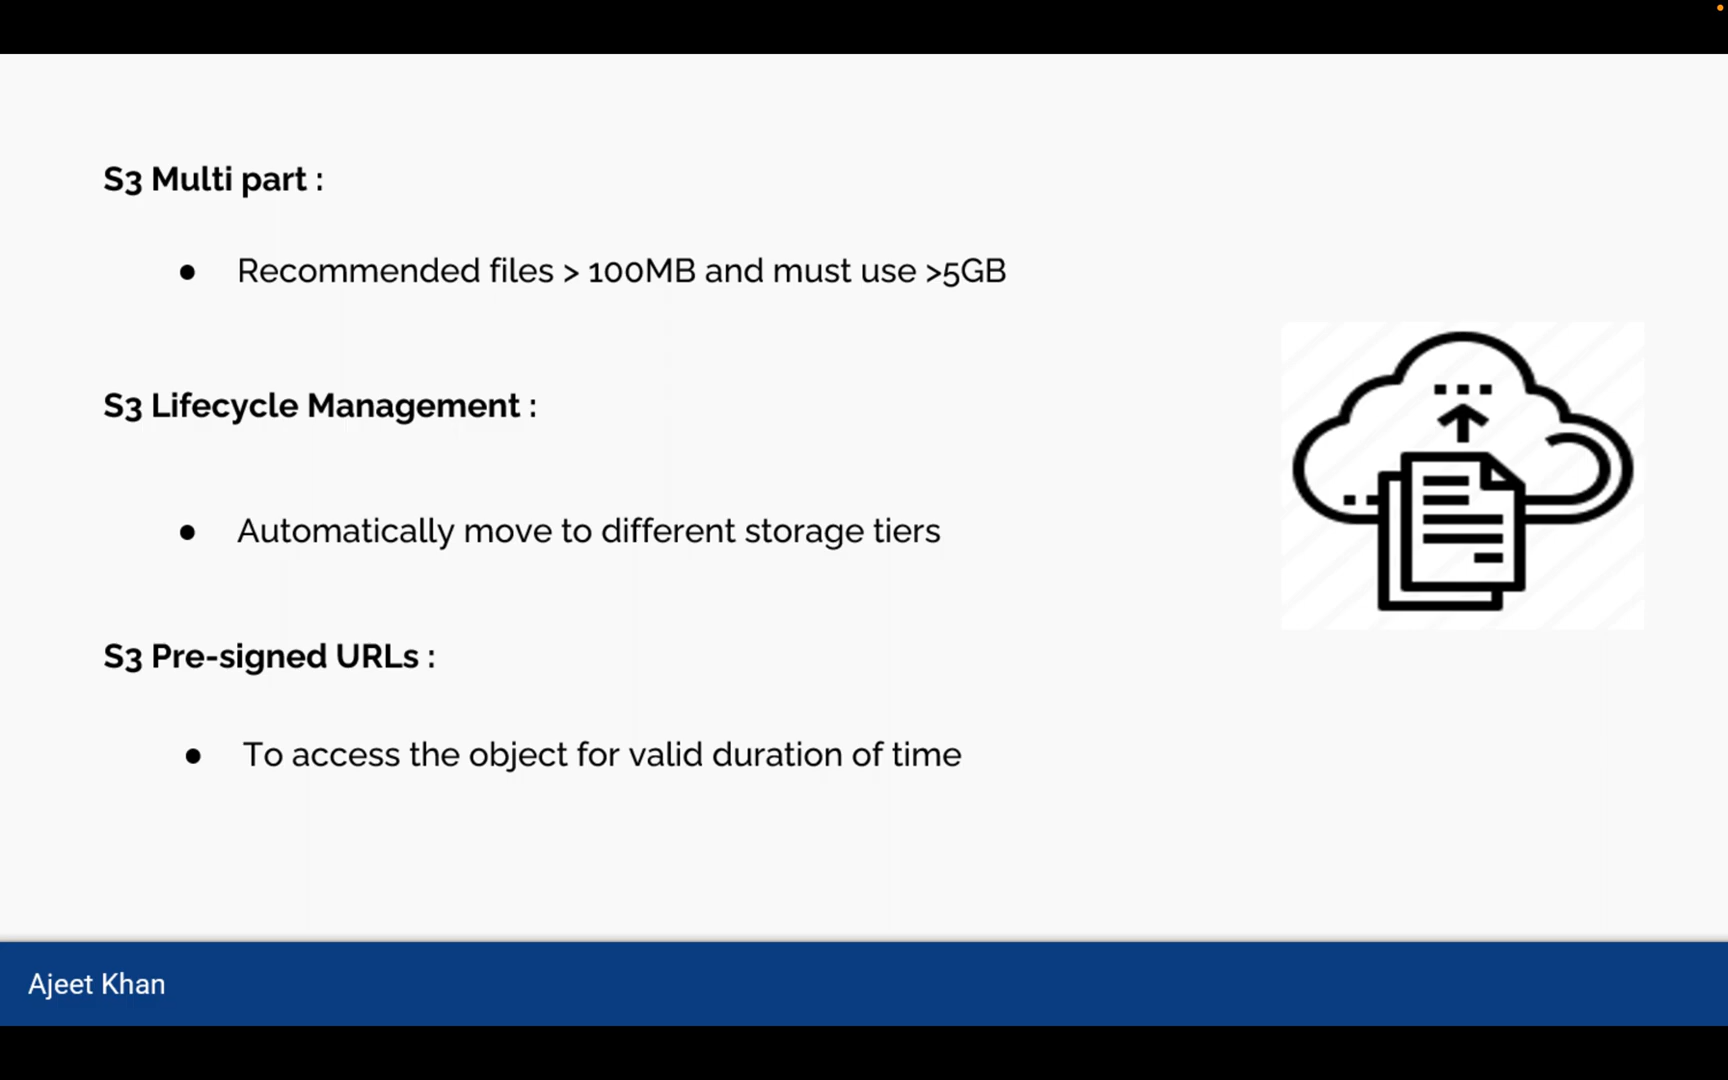 S3 Multi part :
● Recommended files > 100MB and must use >5GB
S3 Lifecycle Management :
● Automatically move to different storage tiers
S3 Pre-signed URLs :
● To access the object for valid duration of time
Ajeet Khan